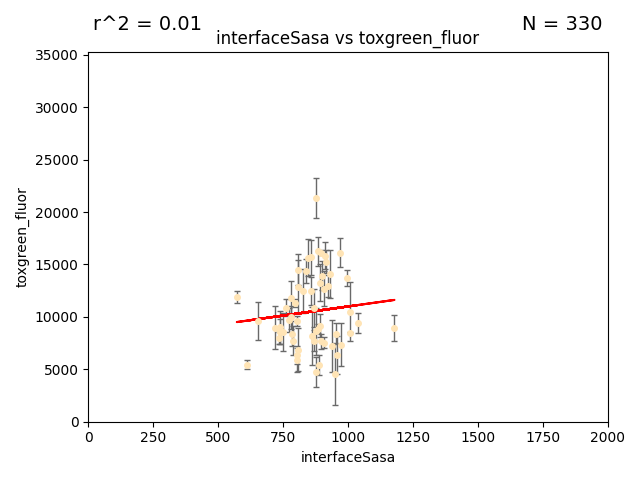 r^2 = 0.01
N = 330
interfaceSasa vs toxgreen_fluor
35000
30000
25000
20000
15000
10000
5000
0
toxgreen_fluor
0 250 500 750 1000 1250 1500 1750 2000
interfaceSasa